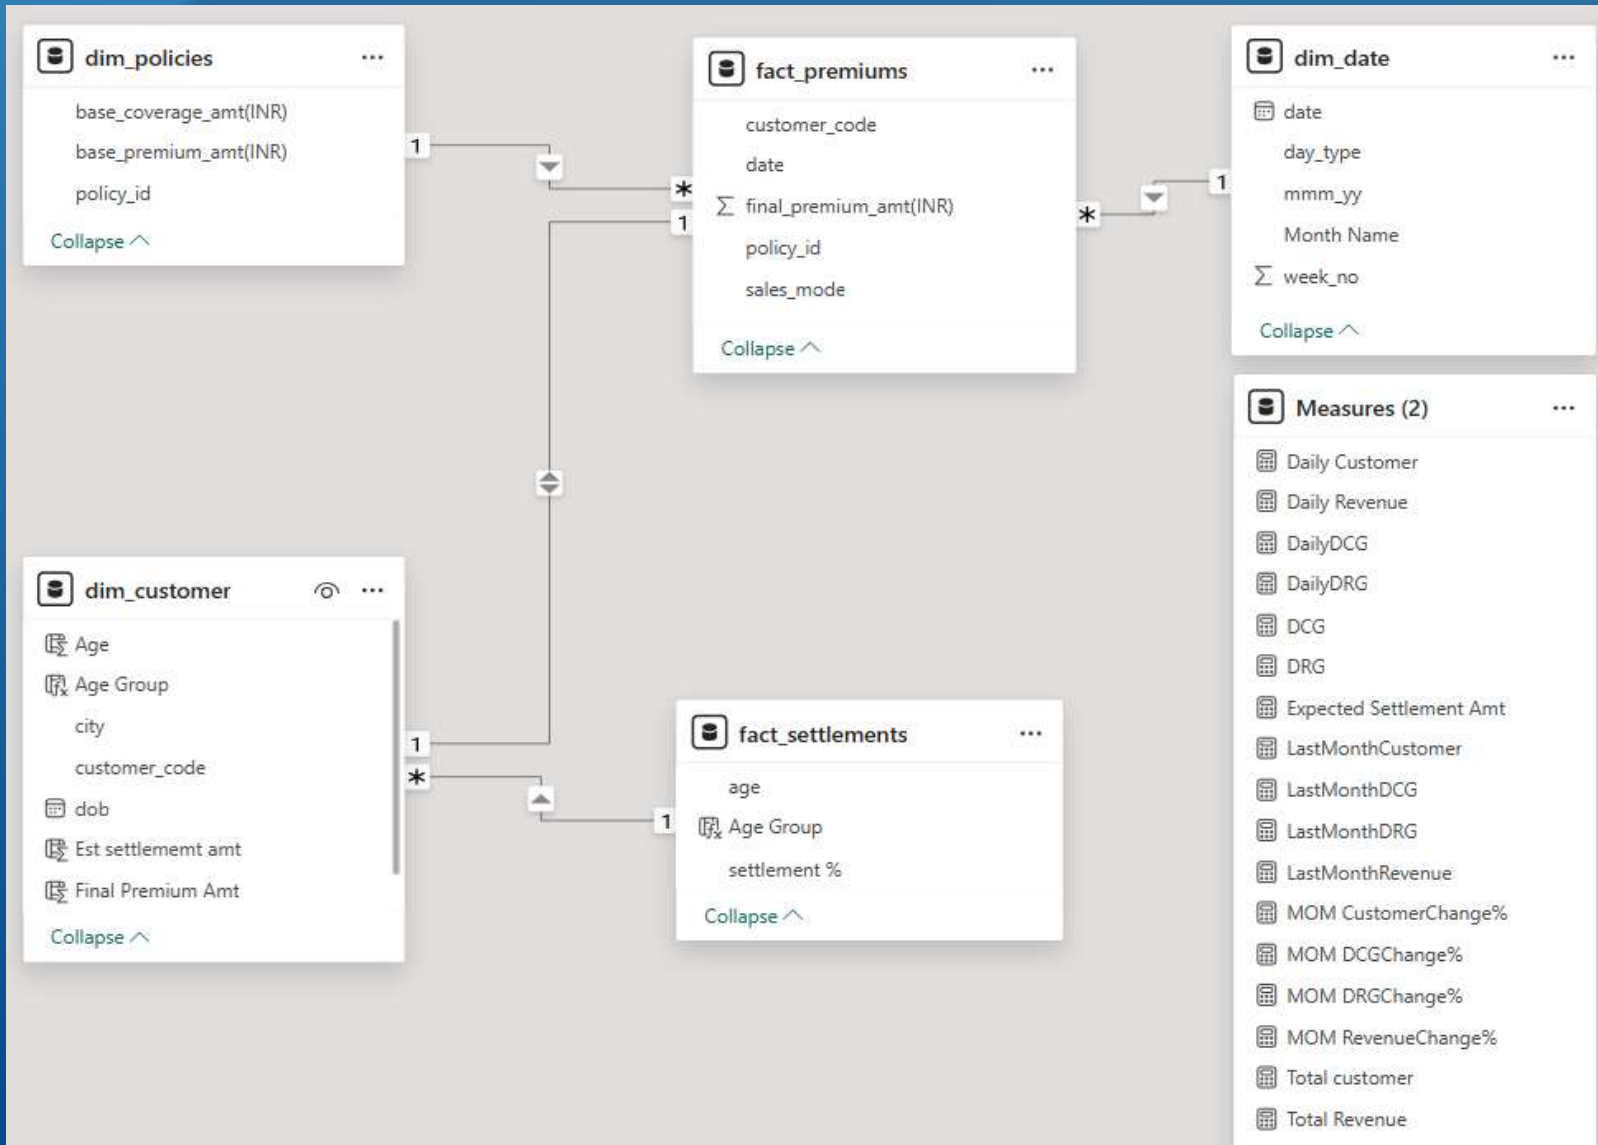 dim_policies
base_coverage_amt(INR)
base_premium_amt(INR)
policy_id
Collapse
1
*
1
fact_premiums
customer_code
date
final_premium_amt(INR)
policy_id
sales_mode
Collapse
*
1
dim_date
date
day_type
mmm_yy
Month Name
week_no
Collapse
dim_customer
Age
Age Group
city
customer_code
dob
Est settlememt amt
Final Premium Amt
Collapse
1
*
1
fact_settlements
age
Age Group
settlement %
Collapse
Measures (2)
Daily Customer
Daily Revenue
DailyDCG
DailyDRG
DCG
DRG
Expected Settlement Amt
LastMonthCustomer
LastMonthDCG
LastMonthDRG
LastMonthRevenue
MOM CustomerChange%
MOM DCGChange%
MOM DRGChange%
MOM RevenueChange%
Total customer
Total Revenue